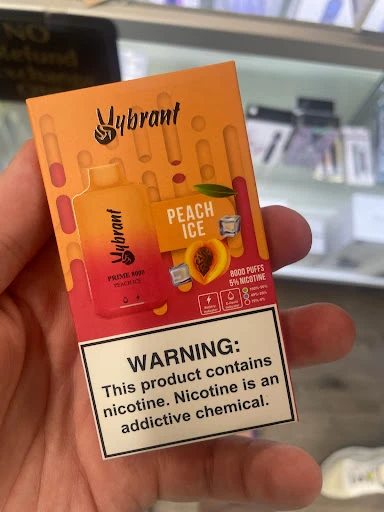 NO
Refund
Vybrant
PEACH
ICE
Vybrant
PRIME 8000
PEACH ICE
8000 PUFFS
5% NICOTINE
WARNING:
This product contains
nicotine. Nicotine is an
addictive chemical.